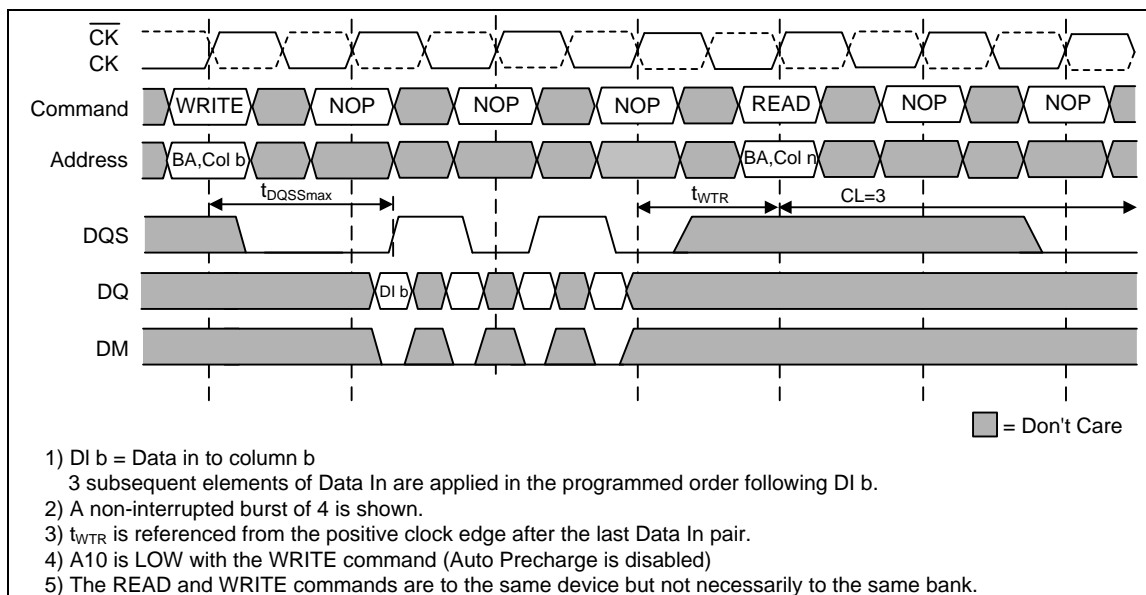 CK
CK
Command WRITE NOP NOP NOP READ NOP NOP
Address BA,Col b BA,Col n
tDQSSmax tWTR CL=3
DQS
DQ DI b
DM
= Don't Care
1) DI b = Data in to column b
3 subsequent elements of Data In are applied in the programmed order following DI b.
2) A non-interrupted burst of 4 is shown.
3) tWTR is referenced from the positive clock edge after the last Data In pair.
4) A10 is LOW with the WRITE command (Auto Precharge is disabled)
5) The READ and WRITE commands are to the same device but not necessarily to the same bank.